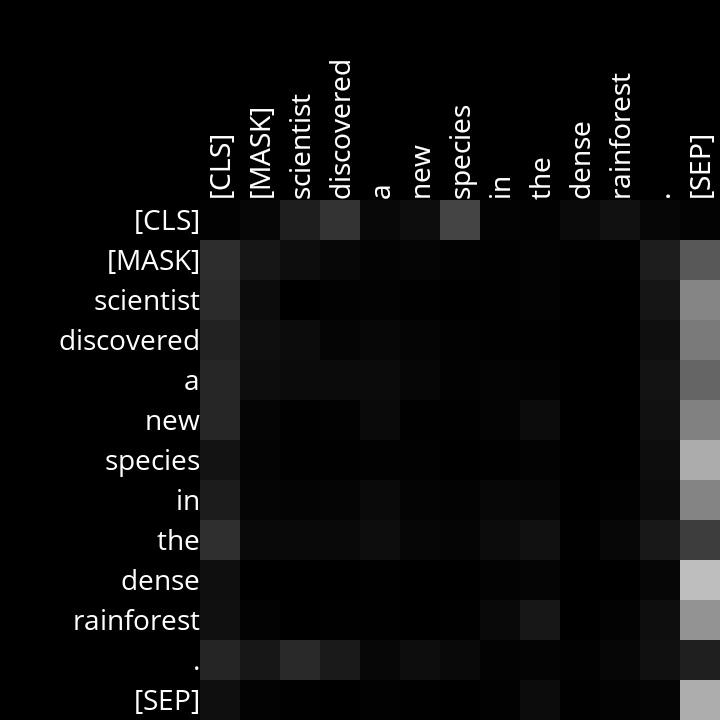 [CLS] [MASK] scientist discovered a new species in the dense rainforest . [SEP]
[CLS]
[MASK]
scientist
discovered
a
new
species
in
the
dense
rainforest
.
[SEP]